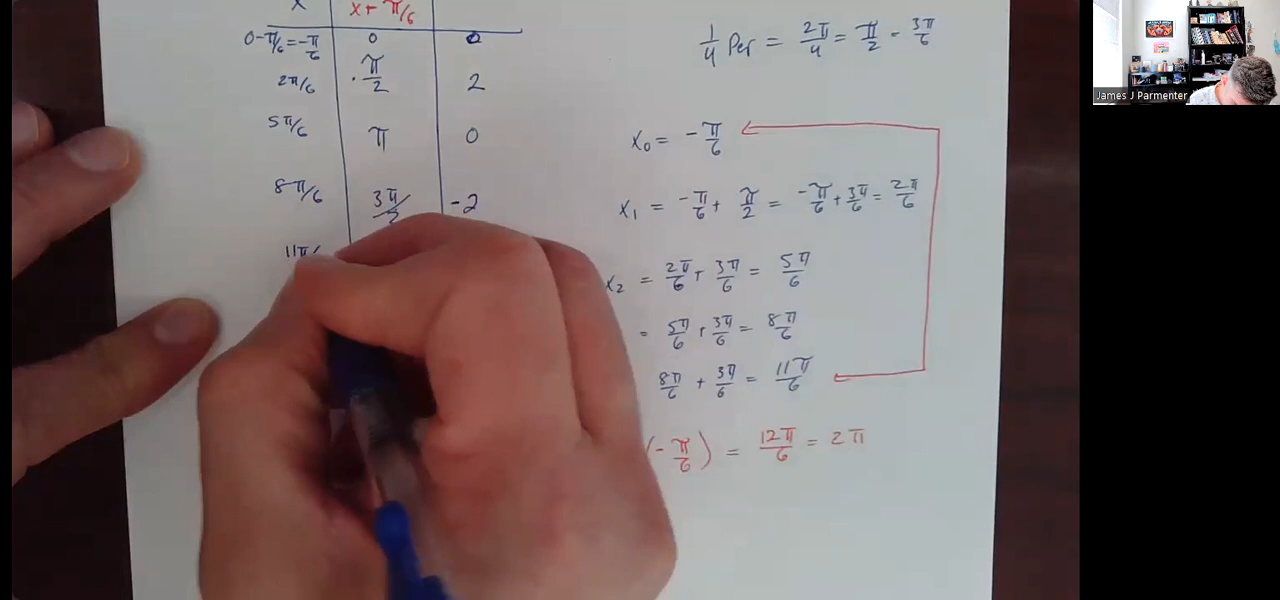 x x + π/6
0-π/6 = -π/6 0 0
2π/6 · π/2 2
5π/6 π 0
8π/6 3π/2 -2
11π/
1/4 Per = 2π/4 = π/2 = 3π/6
x₀ = -π/6
x₁ = -π/6 + π/2 = -π/6 + 3π/6 = 2π/6
x₂ = 2π/6 + 3π/6 = 5π/6
= 5π/6 + 3π/6 = 8π/6
8π/6 + 3π/6 = 11π/6
(-π/6) = 12π/6 = 2π
James J Parmenter